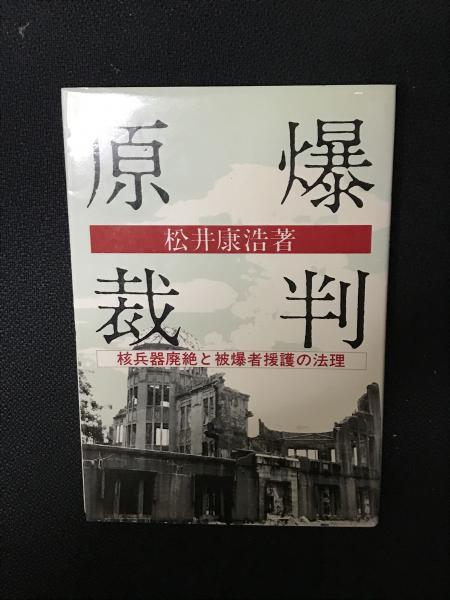 原爆
松井康浩著
裁判
核兵器廃絶と被爆者援護の法理